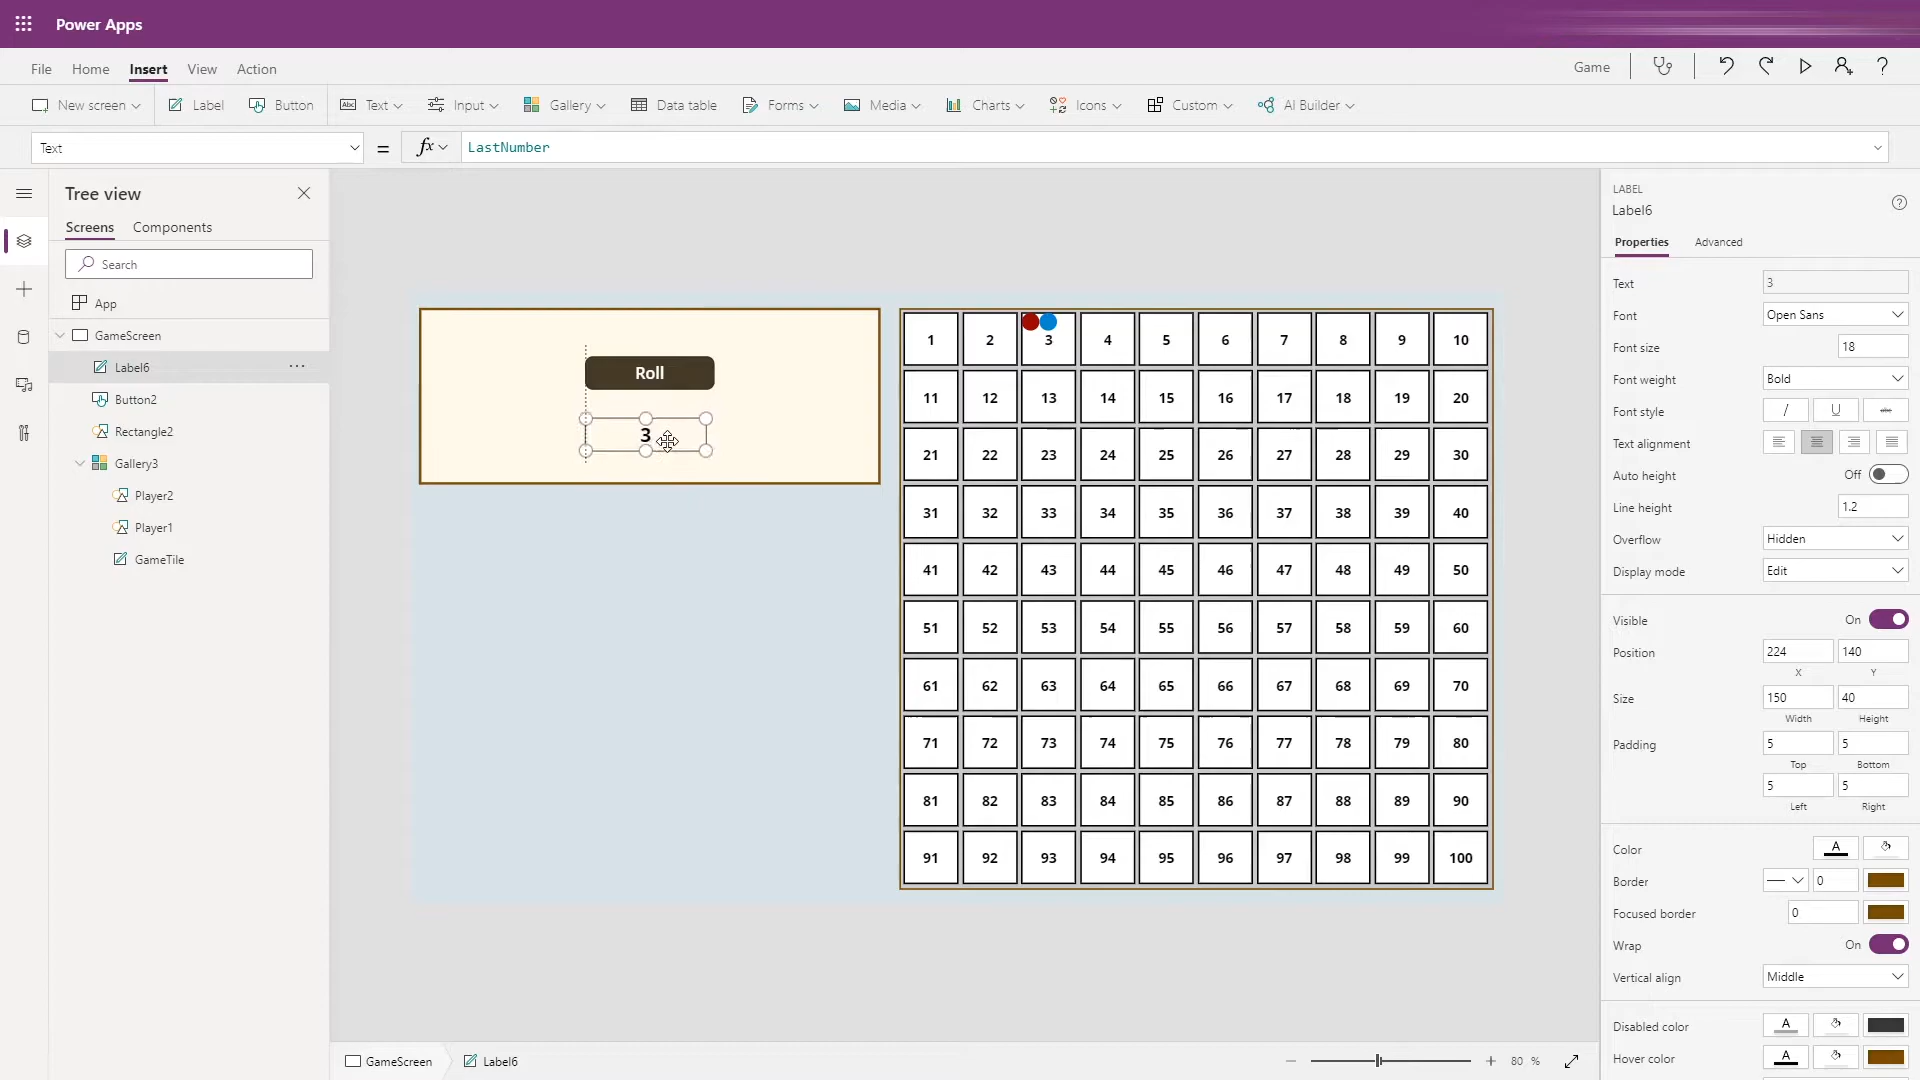 Power Apps
File Home Insert View Action Game ?
New screen Label Button Text Input Gallery Data table Forms Media Charts Icons Custom AI Builder
Text = fx LastNumber
Tree view
Screens Components
Search
App
GameScreen
Label6 ...
Button2
Rectangle2
Gallery3
Player2
Player1
GameTile
Roll
3
1 2 3 4 5 6 7 8 9 10
11 12 13 14 15 16 17 18 19 20
21 22 23 24 25 26 27 28 29 30
31 32 33 34 35 36 37 38 39 40
41 42 43 44 45 46 47 48 49 50
51 52 53 54 55 56 57 58 59 60
61 62 63 64 65 66 67 68 69 70
71 72 73 74 75 76 77 78 79 80
81 82 83 84 85 86 87 88 89 90
91 92 93 94 95 96 97 98 99 100
LABEL
Label6 ?
Properties Advanced
Text 3
Font Open Sans
Font size 18
Font weight Bold
Font style / U abc
Text alignment
Auto height Off
Line height 1.2
Overflow Hidden
Display mode Edit
Visible On
Position 224 140
X Y
Size 150 40
Width Height
Padding 5 5
Top Bottom
5 5
Left Right
Color A
Border 0
Focused border 0
Wrap On
Vertical align Middle
Disabled color A
Hover color A
GameScreen Label6 80 %